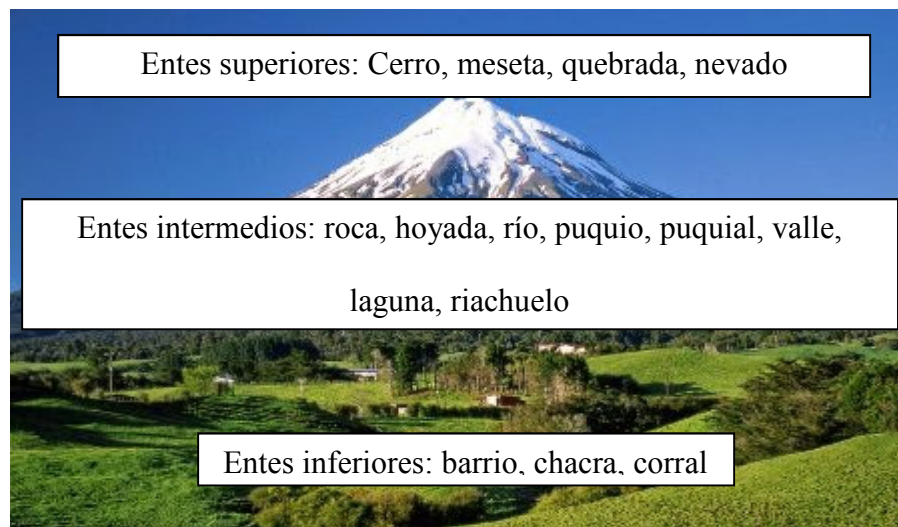 Entes superiores: Cerro, meseta, quebrada, nevado
Entes intermedios: roca, hoyada, río, puquio, puquial, valle,
laguna, riachuelo
Entes inferiores: barrio, chacra, corral